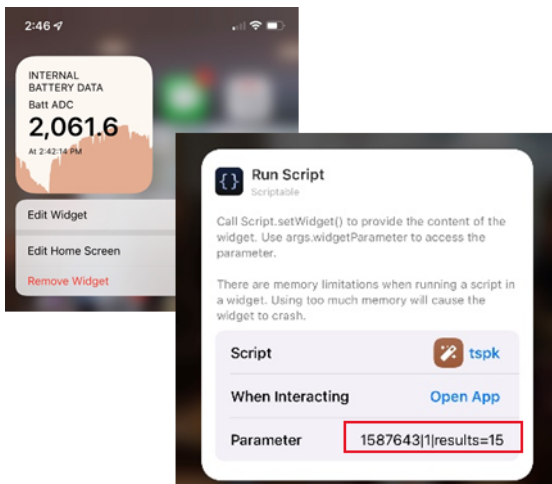 2:46
INTERNAL
BATTERY DATA
Batt ADC
2,061.6
At 2:42:14 PM
Edit Widget
Edit Home Screen
Remove Widget
{}
Run Script
Scriptable
Call Script.setWidget() to provide the content of the
widget. Use args.widgetParameter to access the
parameter.
There are memory limitations when running a script in
a widget. Using too much memory will cause the
widget to crash.
Script tspk
When Interacting Open App
Parameter 1587643|1|results=15